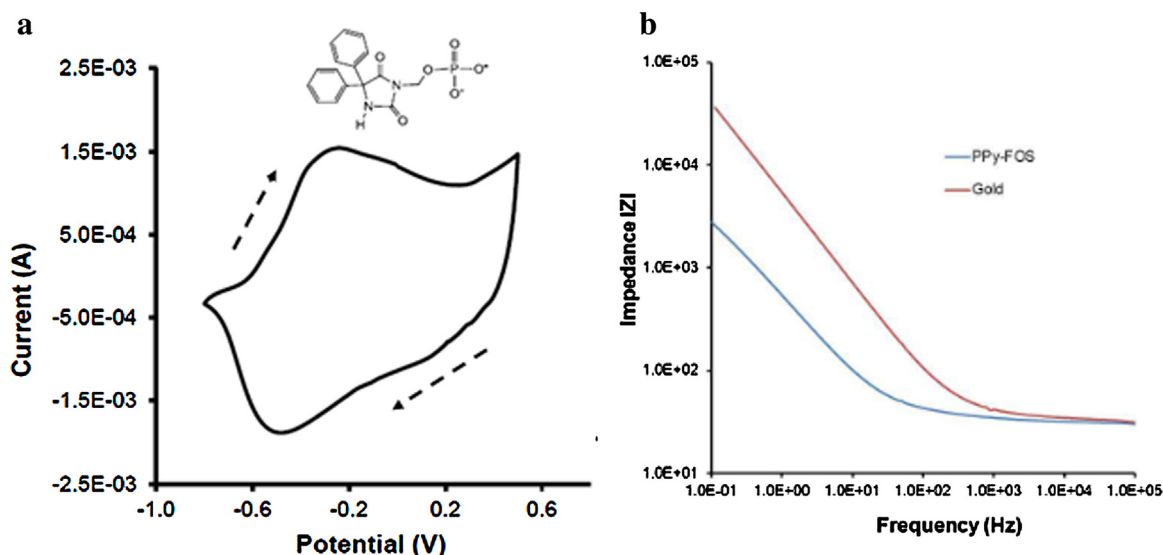 a
O
O
P
O⁻
O⁻
N
O
N
H
O
2.5E-03
1.5E-03
5.0E-04
-5.0E-04
-1.5E-03
-2.5E-03
Current (A)
-1.0
-0.6
-0.2
0.2
0.6
Potential (V)
b
1.0E+05
1.0E+04
1.0E+03
1.0E+02
1.0E+01
Impedance |Z|
PPy-FOS
Gold
1.0E-01
1.0E+00
1.0E+01
1.0E+02
1.0E+03
1.0E+04
1.0E+05
Frequency (Hz)